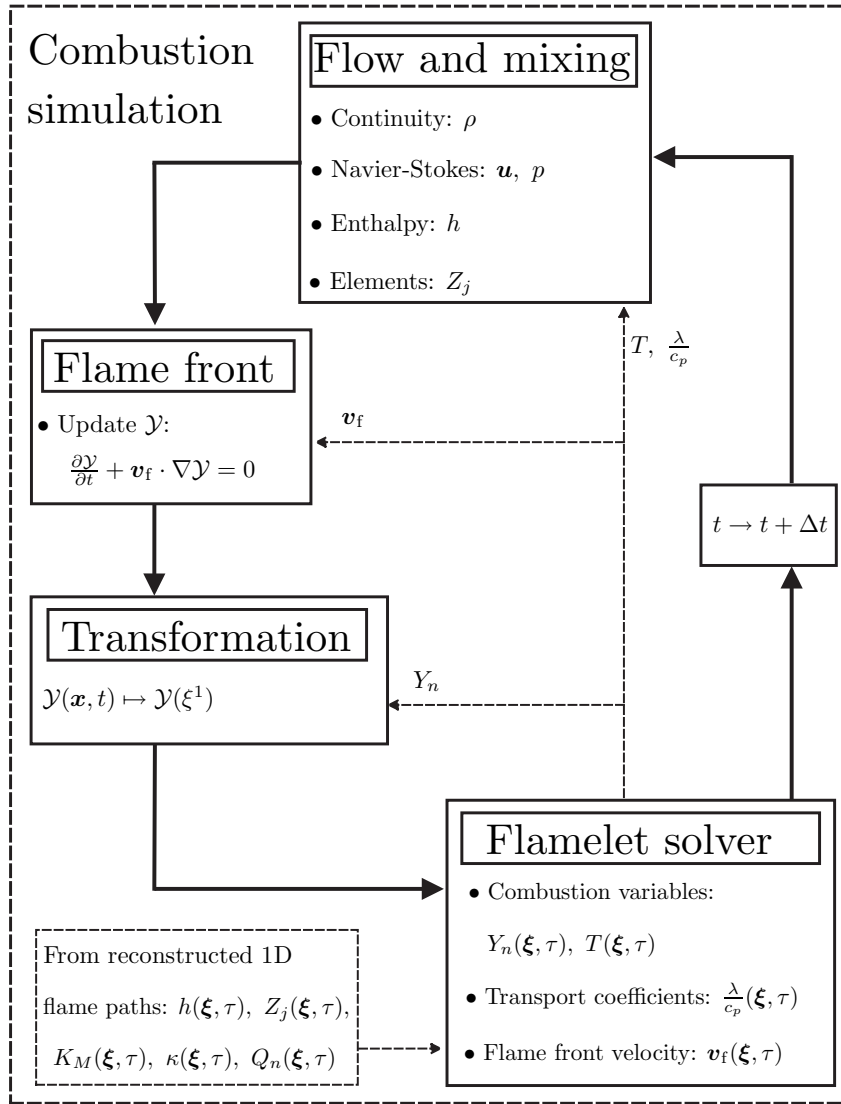 Combustion
simulation
Flow and mixing
• Continuity: ρ
• Navier-Stokes: u, p
• Enthalpy: h
• Elements: Z_j
T, λ/c_p
Flame front
• Update 𝒴:
∂𝒴/∂t + v_f · ∇𝒴 = 0
v_f
t → t + Δt
Transformation
𝒴(x, t) ↦ 𝒴(ξ¹)
Y_n
Flamelet solver
• Combustion variables:
Y_n(ξ, τ), T(ξ, τ)
• Transport coefficients: λ/c_p(ξ, τ)
• Flame front velocity: v_f(ξ, τ)
From reconstructed 1D
flame paths: h(ξ, τ), Z_j(ξ, τ),
K_M(ξ, τ), κ(ξ, τ), Q_n(ξ, τ)